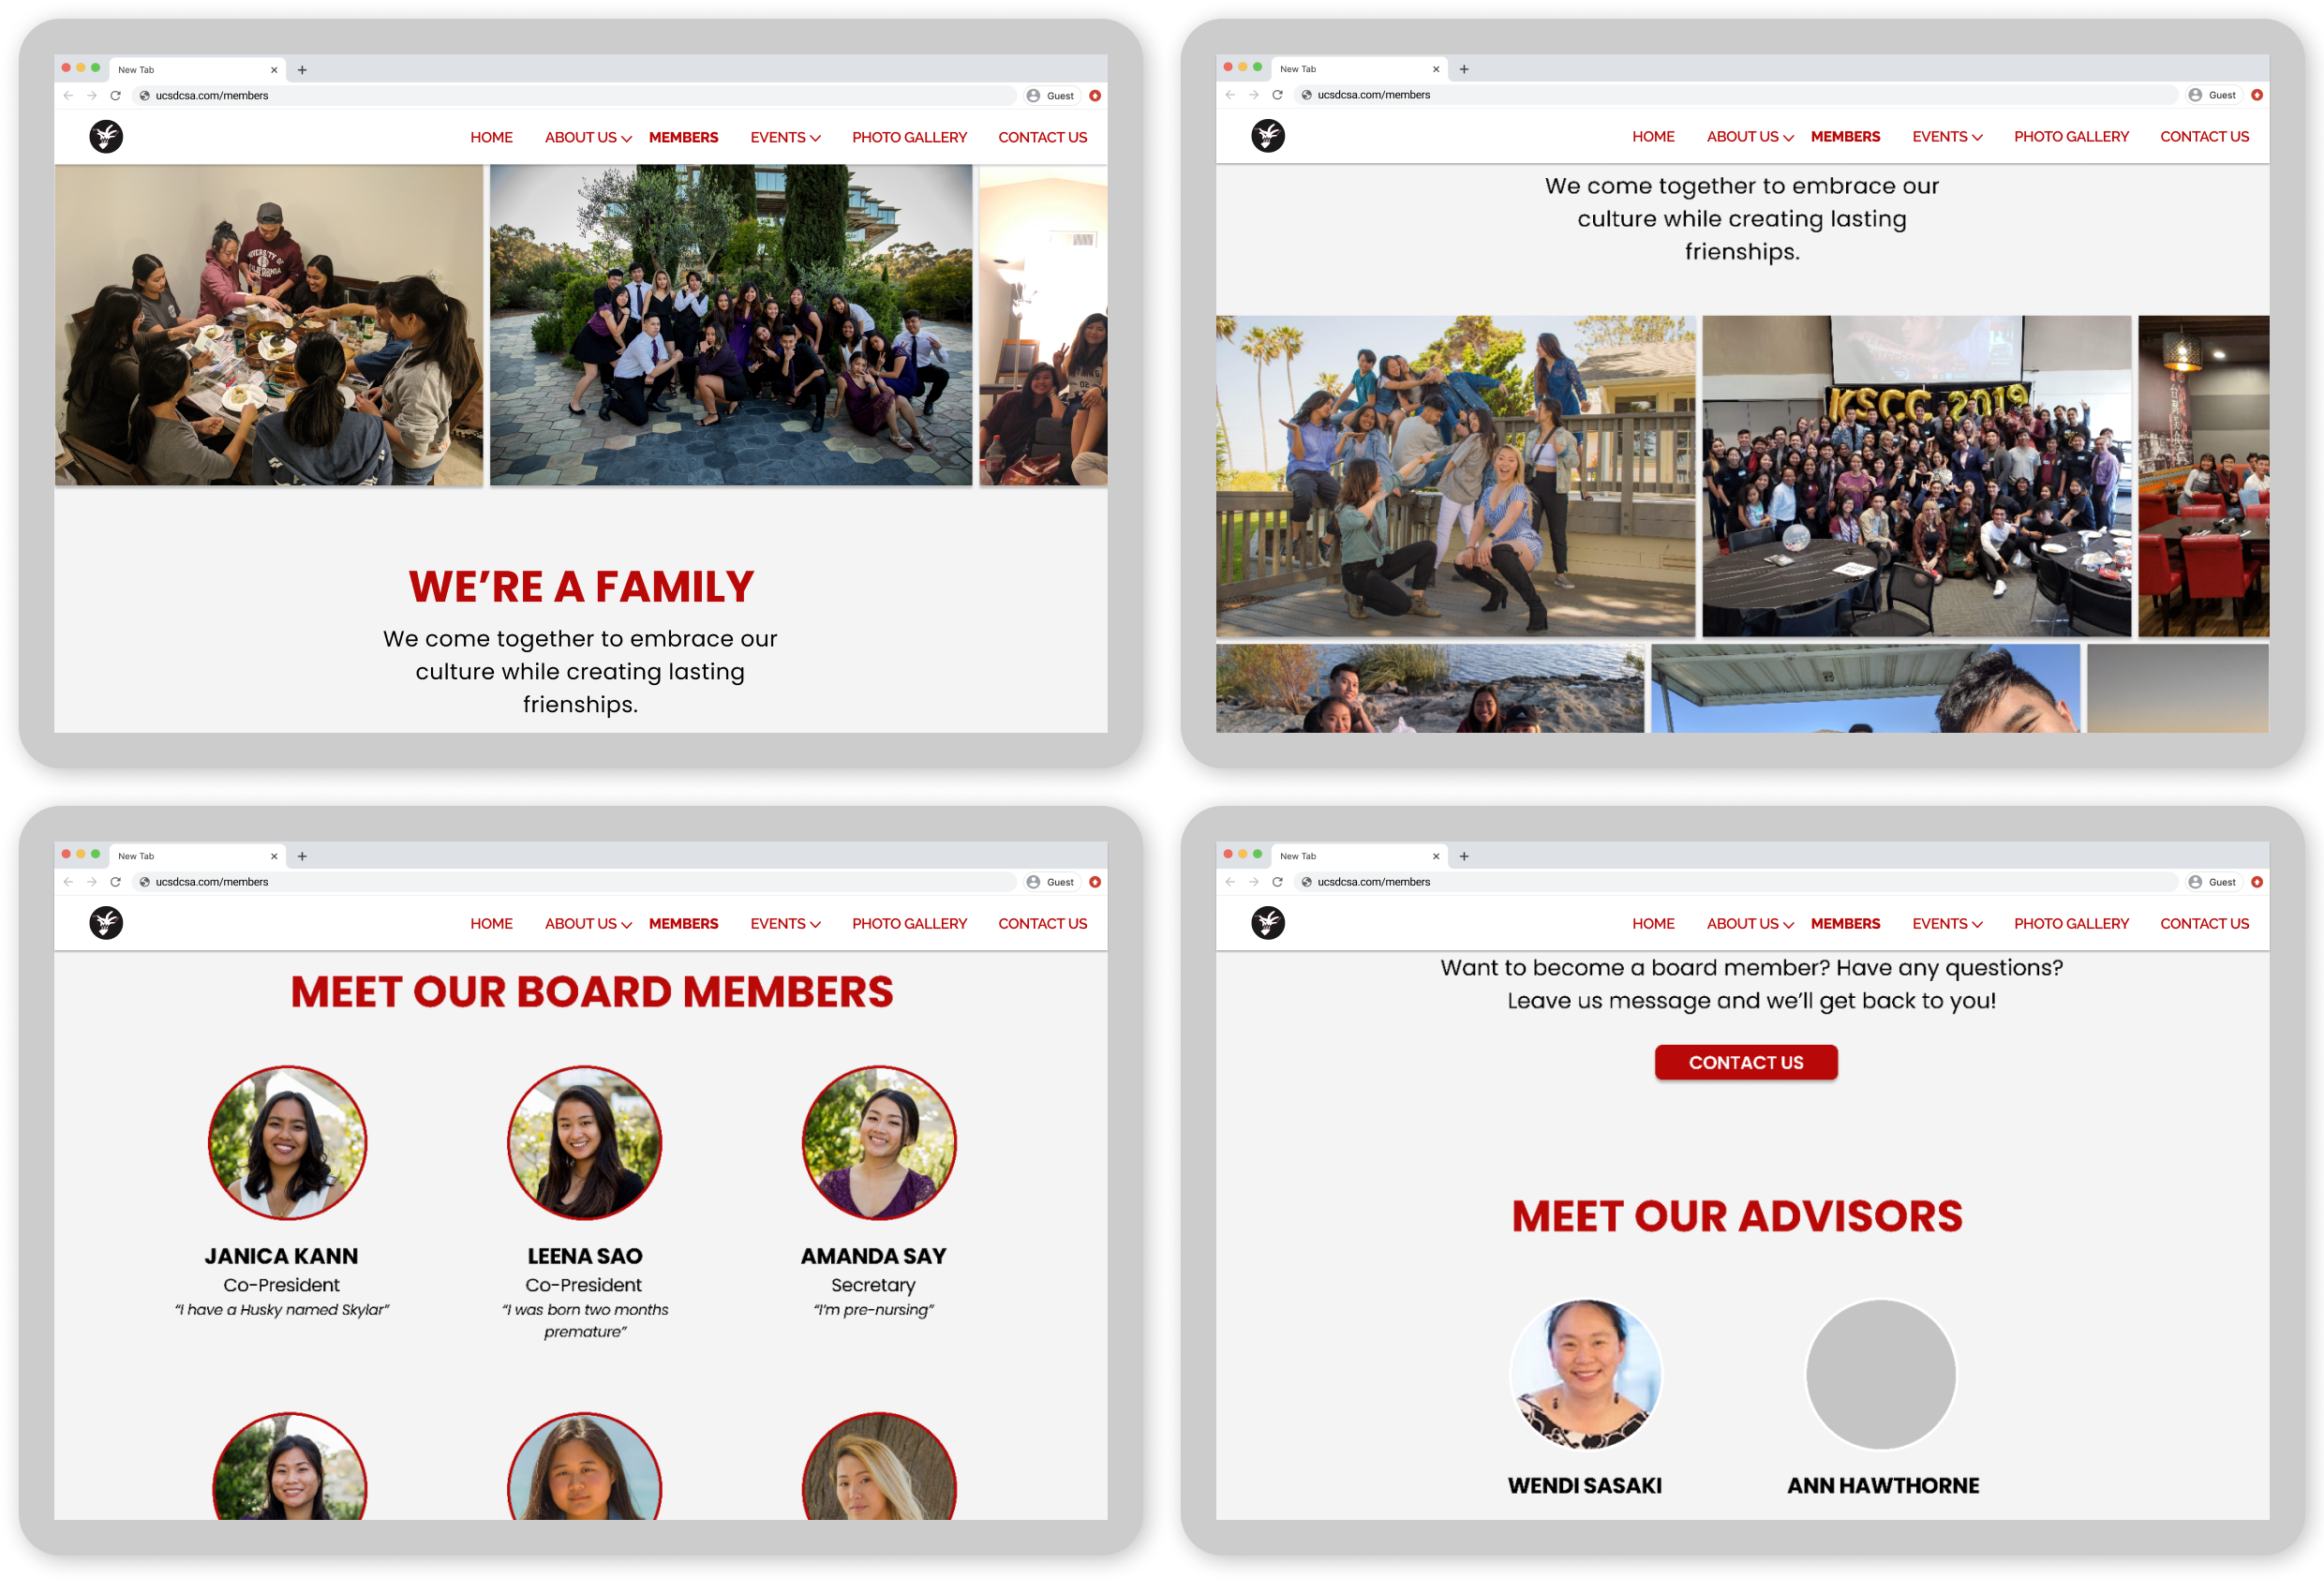 New Tab
ucsdcsa.com/members
Guest
HOME ABOUT US MEMBERS EVENTS PHOTO GALLERY CONTACT US
UNIVERSITY OF
CALIFORNIA
WE’RE A FAMILY
We come together to embrace our
culture while creating lasting
frienships.
New Tab
ucsdcsa.com/members
Guest
HOME ABOUT US MEMBERS EVENTS PHOTO GALLERY CONTACT US
We come together to embrace our
culture while creating lasting
frienships.
KSCC 2019
New Tab
ucsdcsa.com/members
Guest
HOME ABOUT US MEMBERS EVENTS PHOTO GALLERY CONTACT US
MEET OUR BOARD MEMBERS
JANICA KANN
Co-President
“I have a Husky named Skylar”
LEENA SAO
Co-President
“I was born two months
premature”
AMANDA SAY
Secretary
“I’m pre-nursing”
New Tab
ucsdcsa.com/members
Guest
HOME ABOUT US MEMBERS EVENTS PHOTO GALLERY CONTACT US
Want to become a board member? Have any questions?
Leave us message and we’ll get back to you!
CONTACT US
MEET OUR ADVISORS
WENDI SASAKI
ANN HAWTHORNE